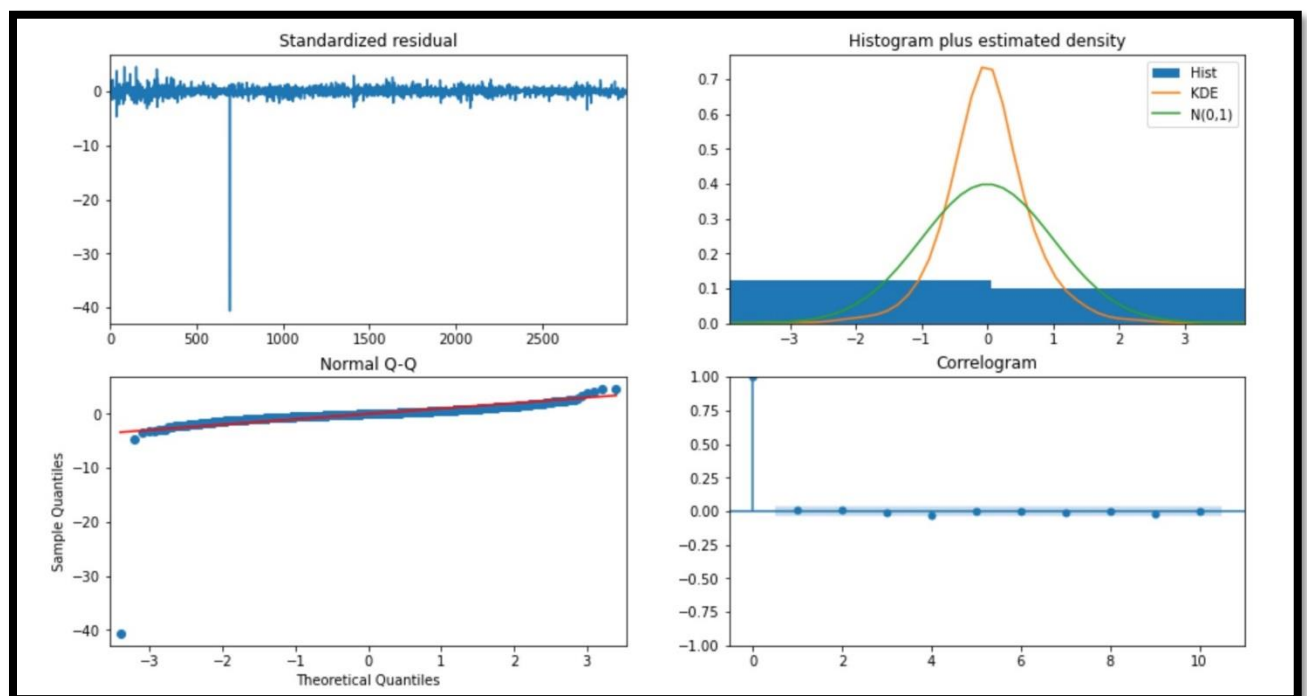 Standardized residual
0
−10
−20
−30
−40
0 500 1000 1500 2000 2500
Histogram plus estimated density
Hist
KDE
N(0,1)
0.7
0.6
0.5
0.4
0.3
0.2
0.1
0.0
−3 −2 −1 0 1 2 3
Normal Q-Q
Sample Quantiles
0
−10
−20
−30
−40
−3 −2 −1 0 1 2 3
Theoretical Quantiles
Correlogram
1.00
0.75
0.50
0.25
0.00
−0.25
−0.50
−0.75
−1.00
0 2 4 6 8 10